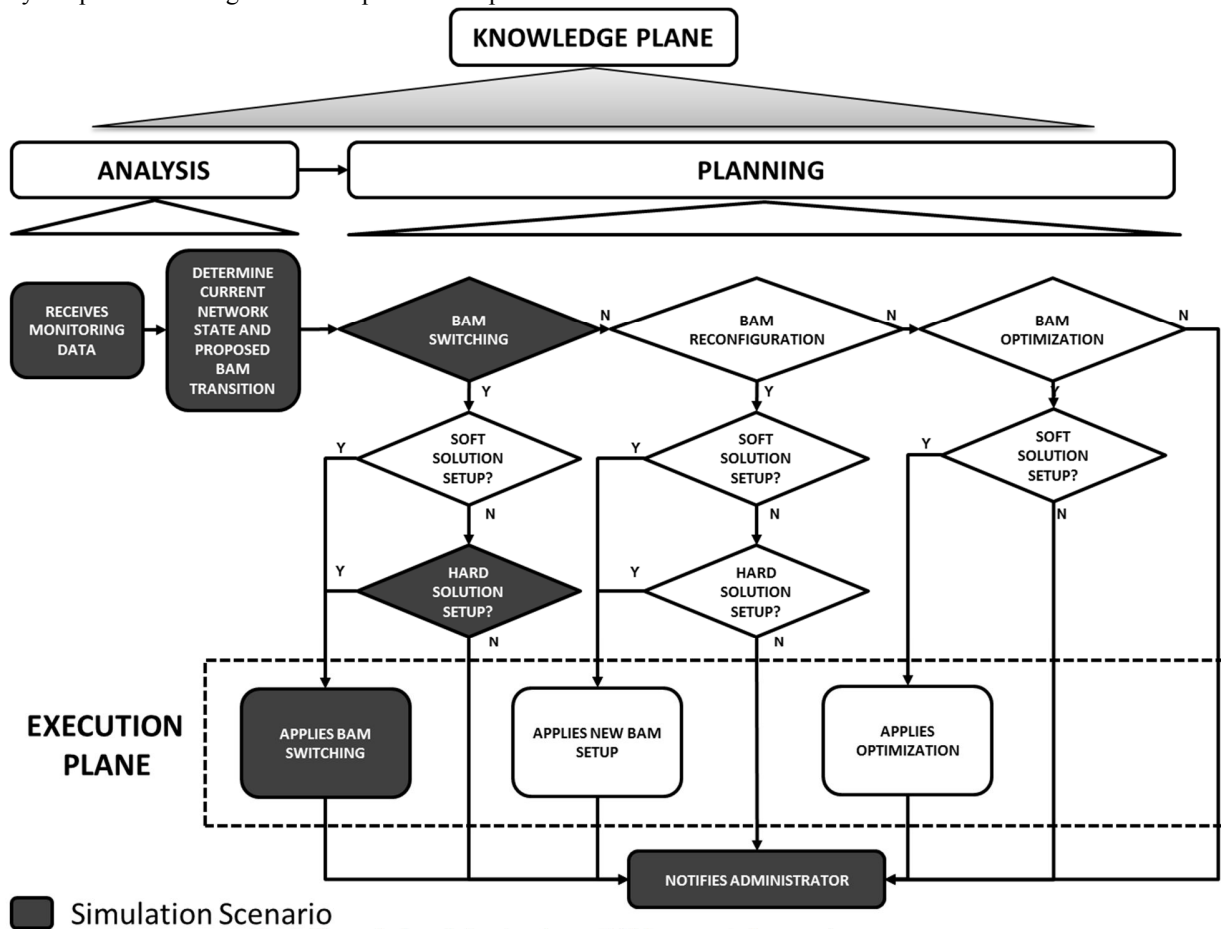 KNOWLEDGE PLANE
ANALYSIS
PLANNING
RECEIVES
MONITORING
DATA
DETERMINE
CURRENT
NETWORK
STATE AND
PROPOSED
BAM
TRANSITION
BAM
SWITCHING
N
BAM
RECONFIGURATION
N
BAM
OPTIMIZATION
N
Y
Y
Y
Y
SOFT
SOLUTION
SETUP?
Y
SOFT
SOLUTION
SETUP?
Y
SOFT
SOLUTION
SETUP?
N
N
N
Y
HARD
SOLUTION
SETUP?
Y
HARD
SOLUTION
SETUP?
N
N
EXECUTION
PLANE
APPLIES BAM
SWITCHING
APPLIES NEW BAM
SETUP
APPLIES
OPTIMIZATION
NOTIFIES ADMINISTRATOR
Simulation Scenario